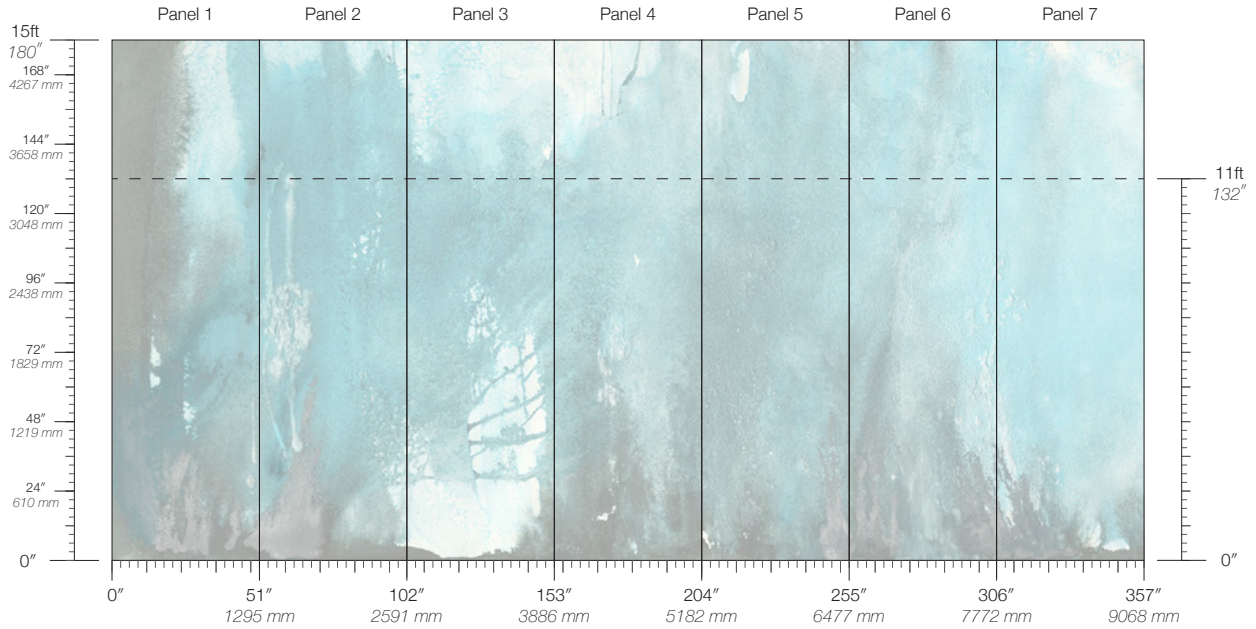 Panel 1 Panel 2 Panel 3 Panel 4 Panel 5 Panel 6 Panel 7
15ft
180″
168″
4267 mm
144″
3658 mm
120″
3048 mm
96″
2438 mm
72″
1829 mm
48″
1219 mm
24″
610 mm
0″
11ft
132″
0″
0″ 51″ 102″ 153″ 204″ 255″ 306″ 357″
1295 mm 2591 mm 3886 mm 5182 mm 6477 mm 7772 mm 9068 mm